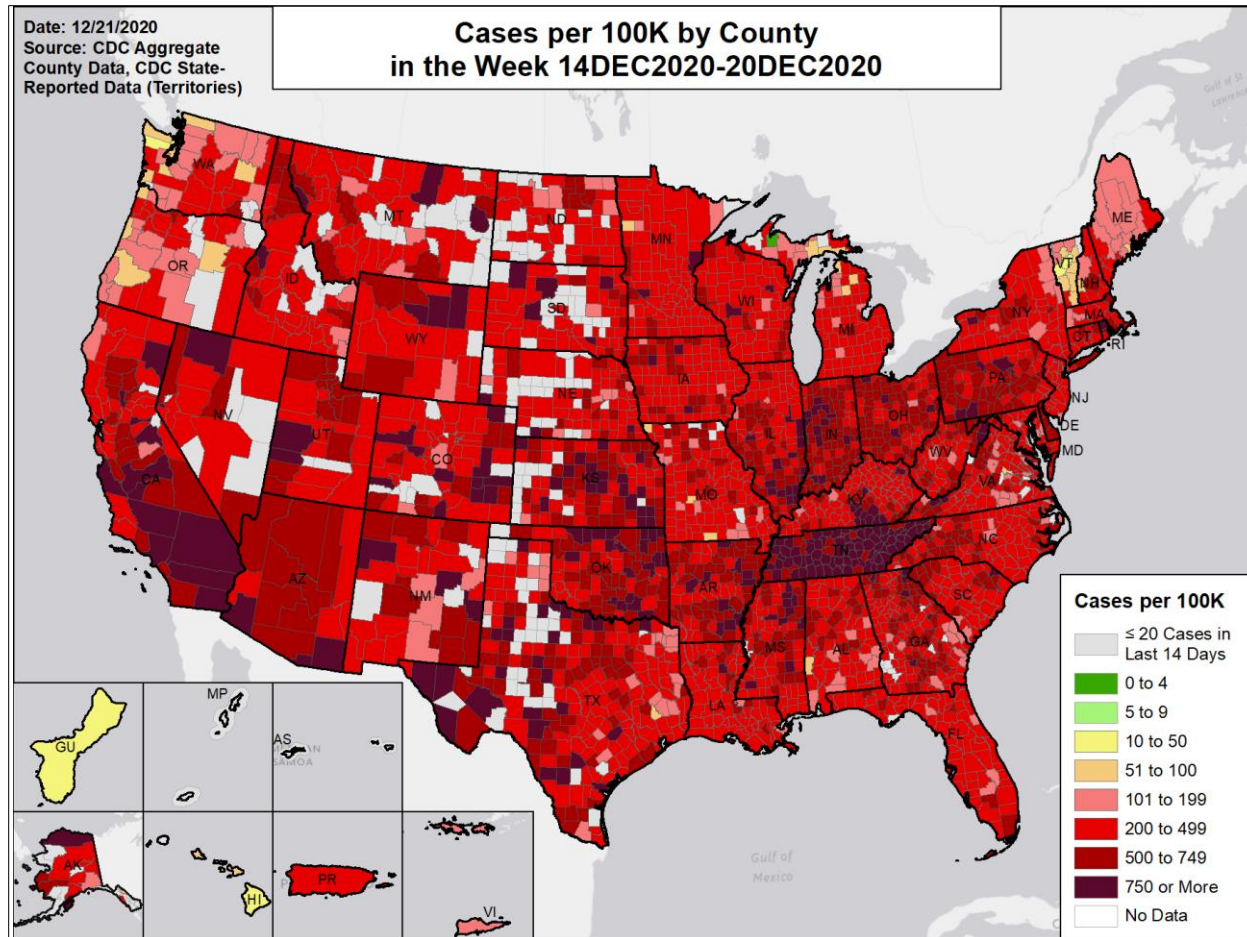 Date: 12/21/2020
Source: CDC Aggregate
County Data, CDC State-
Reported Data (Territories)
Cases per 100K by County
in the Week 14DEC2020-20DEC2020
Gulf of St
Lawrence
WA
MT
ND
MN
ME
OR
ID
SD
WI
MI
VT
NH
NY
MA
CT
RI
WY
IA
NE
PA
NJ
NV
UT
CO
IL
IN
OH
DE
MD
WV
VA
CA
KS
MO
KY
AZ
NM
OK
AR
TN
NC
SC
MS
AL
GA
TX
LA
FL
Gulf of
Mexico
GU
MP
AS
SAMOA
AK
HI
PR
VI
Cases per 100K
≤ 20 Cases in
Last 14 Days
0 to 4
5 to 9
10 to 50
51 to 100
101 to 199
200 to 499
500 to 749
750 or More
No Data